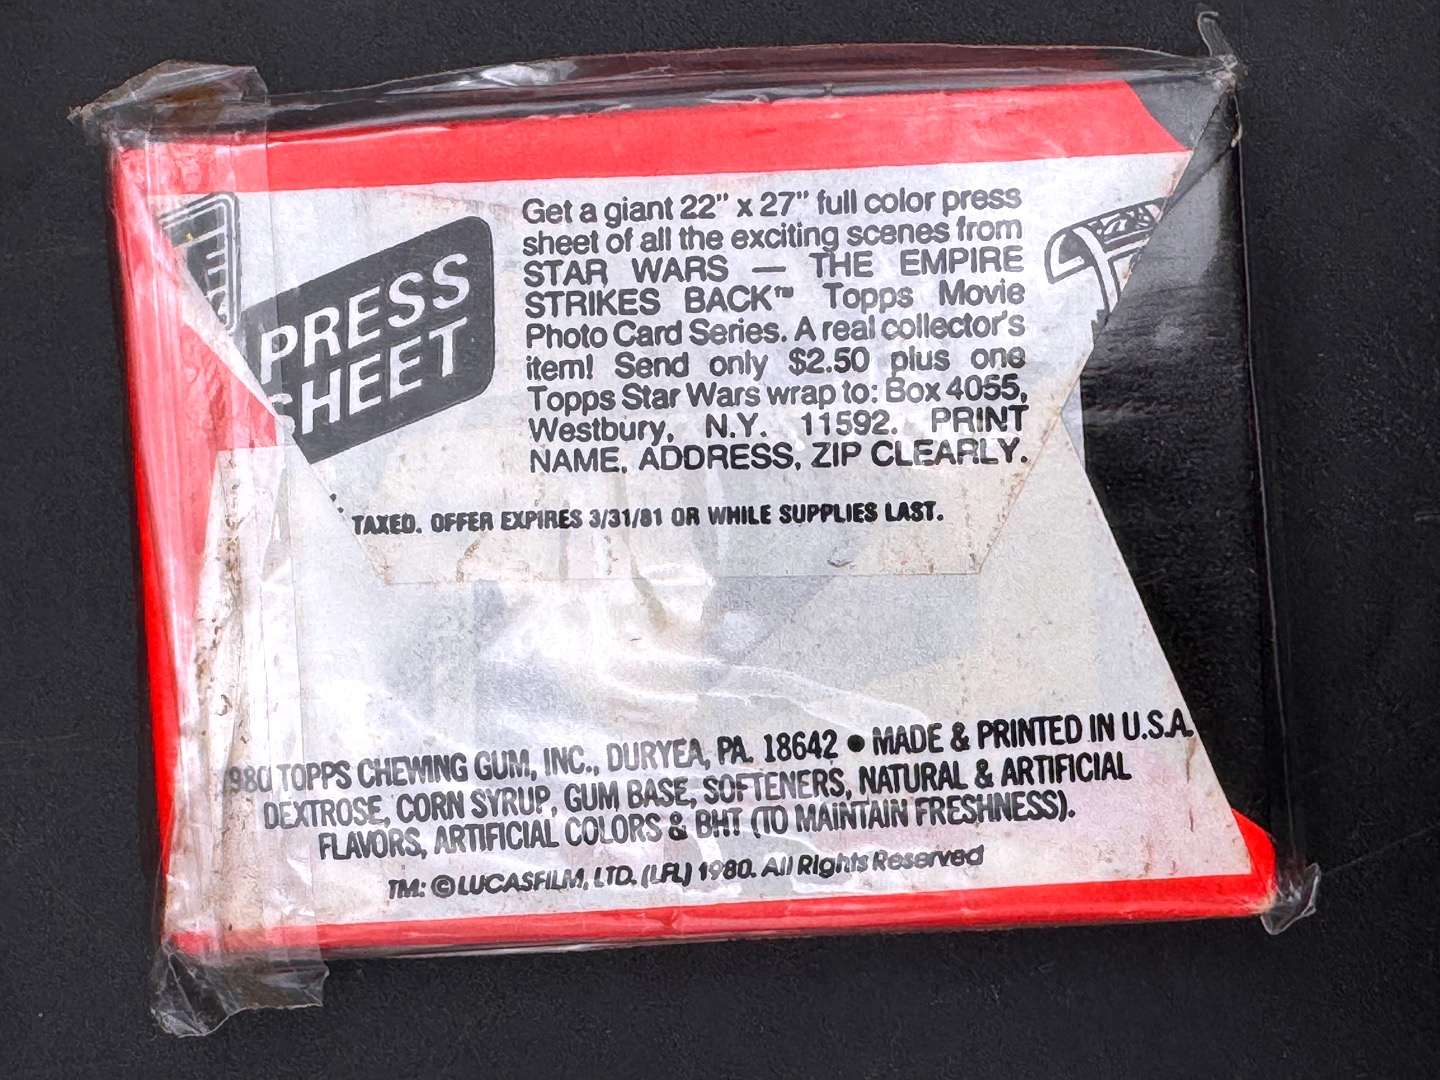 PRESS
SHEET
Get a giant 22" x 27" full color press
sheet of all the exciting scenes from
STAR WARS — THE EMPIRE
STRIKES BACK™ Topps Movie
Photo Card Series. A real collector's
item! Send only $2.50 plus one
Topps Star Wars wrap to: Box 4055,
Westbury, N.Y. 11592. PRINT
NAME, ADDRESS, ZIP CLEARLY.
TAXED. OFFER EXPIRES 3/31/81 OR WHILE SUPPLIES LAST.
1980 TOPPS CHEWING GUM, INC., DURYEA, PA. 18642 ● MADE & PRINTED IN U.S.A.
DEXTROSE, CORN SYRUP, GUM BASE, SOFTENERS, NATURAL & ARTIFICIAL
FLAVORS, ARTIFICIAL COLORS & BHT (TO MAINTAIN FRESHNESS).
TM: © LUCASFILM, LTD. (LFL) 1980. All Rights Reserved